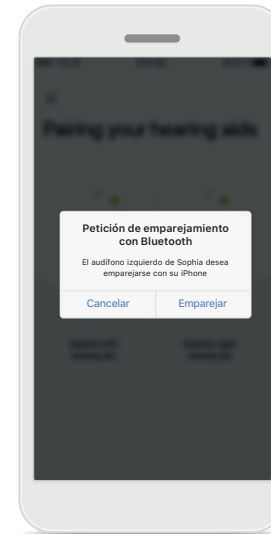 Pairing your hearing aids
Petición de emparejamiento
con Bluetooth
El audífono izquierdo de Sophia desea
emparejarse con su iPhone
Cancelar Emparejar